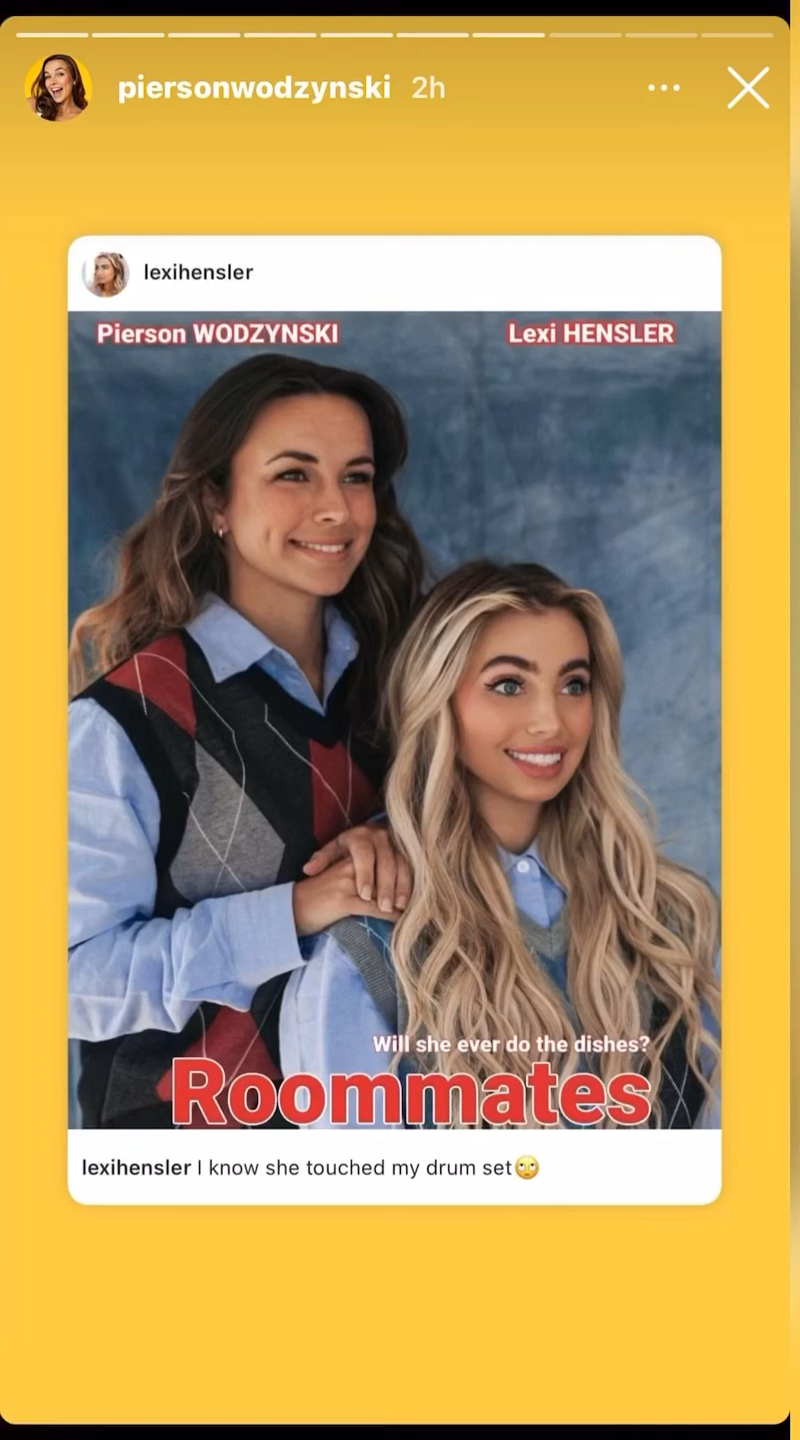 piersonwodzynski 2h
lexihensler
Pierson WODZYNSKI Lexi HENSLER
Will she ever do the dishes?
Roommates
lexihensler I know she touched my drum set🙄